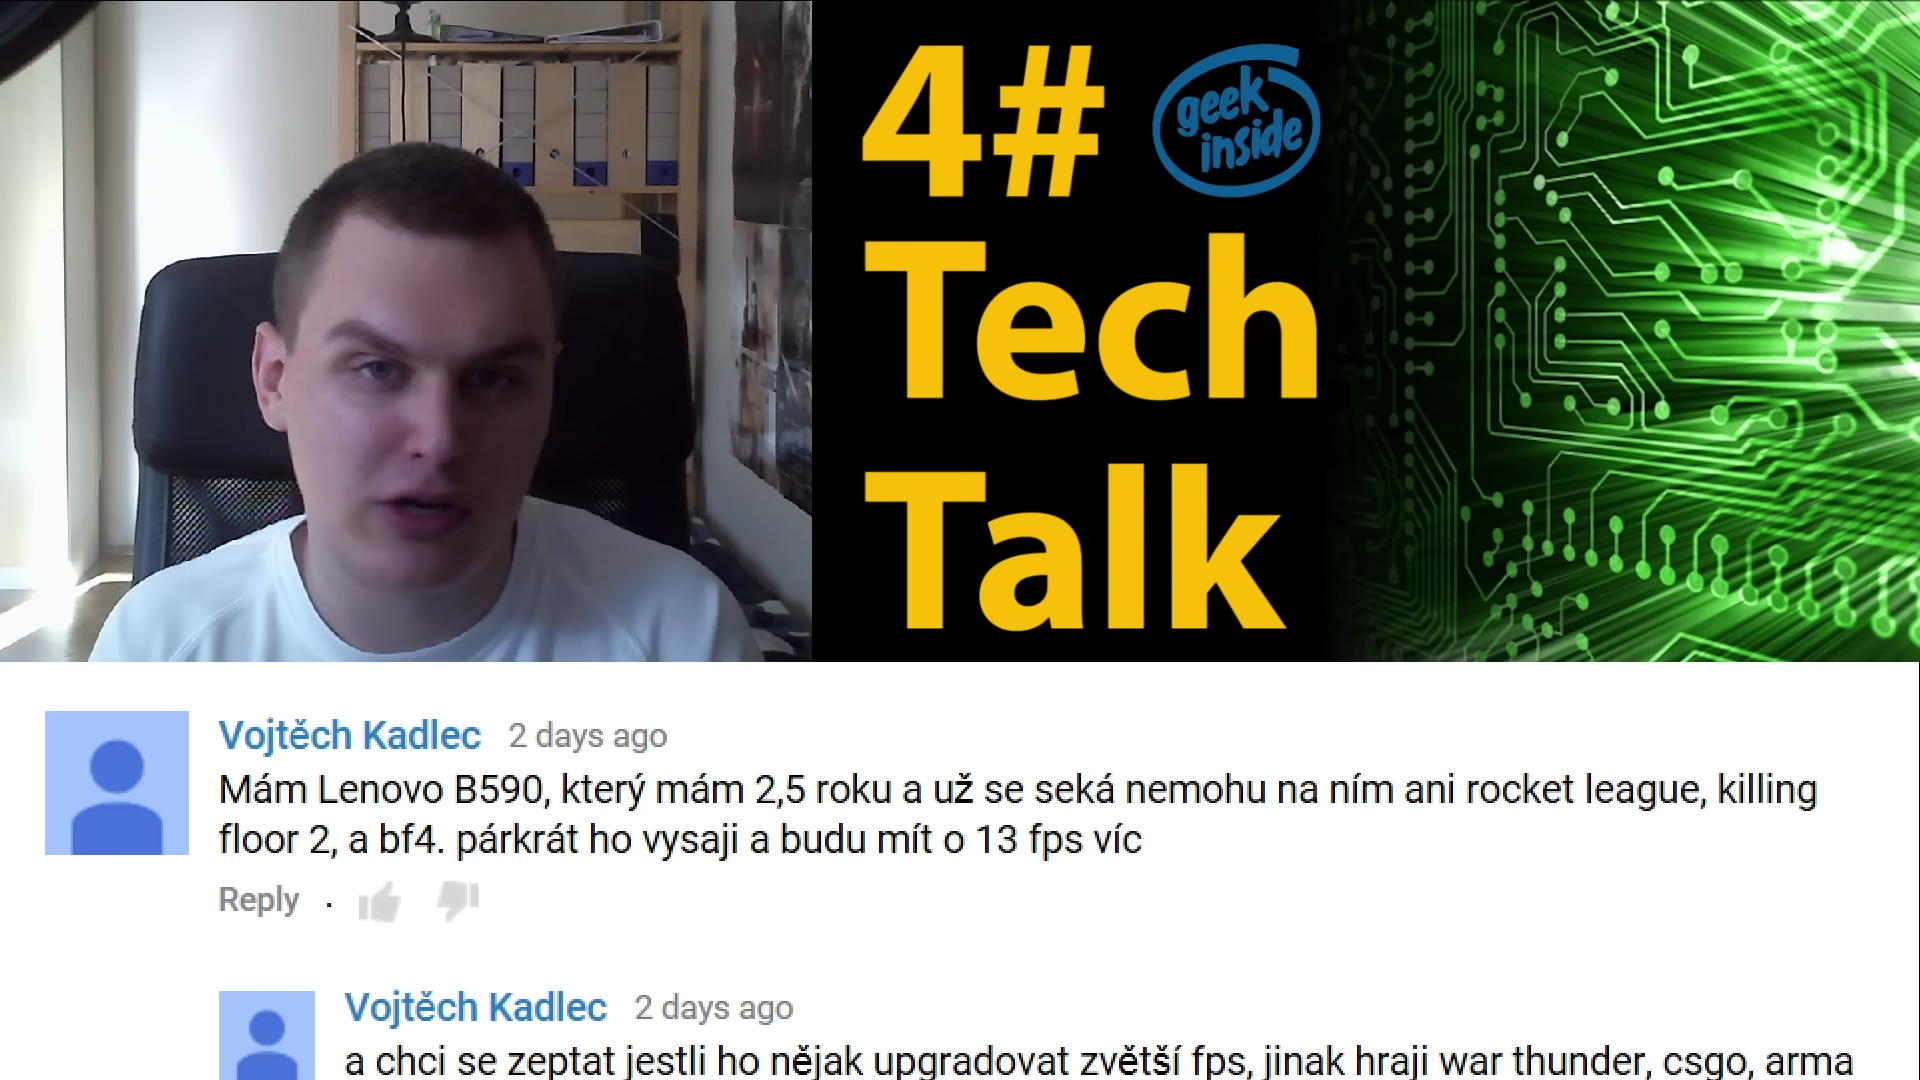 4#
geek
inside
Tech
Talk
Vojtěch Kadlec 2 days ago
Mám Lenovo B590, který mám 2,5 roku a už se seká nemohu na ním ani rocket league, killing
floor 2, a bf4. párkrát ho vysaji a budu mít o 13 fps víc
Reply
Vojtěch Kadlec 2 days ago
a chci se zeptat jestli ho nějak upgradovat zvětší fps, jinak hraji war thunder, csgo, arma